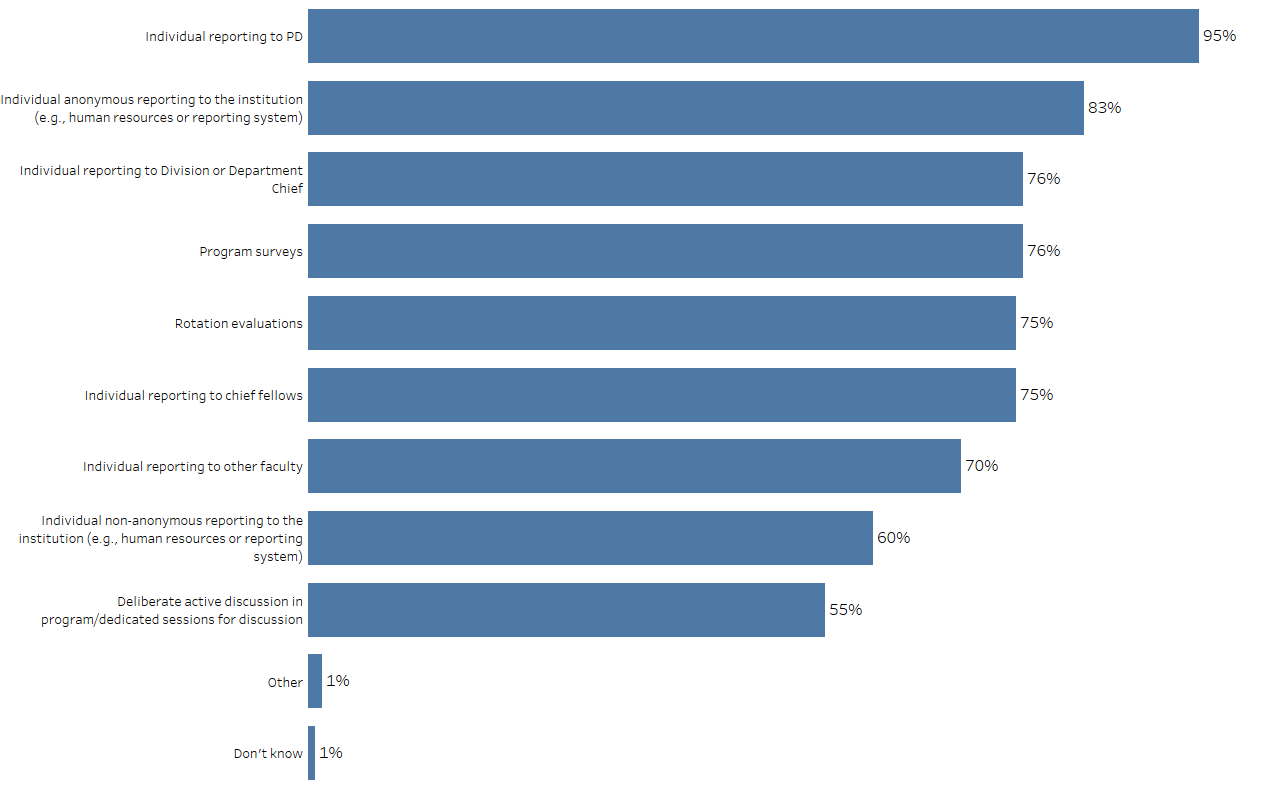 Individual reporting to PD
95%
Individual anonymous reporting to the institution
(e.g., human resources or reporting system)
83%
Individual reporting to Division or Department
Chief
76%
Program surveys
76%
Rotation evaluations
75%
Individual reporting to chief fellows
75%
Individual reporting to other faculty
70%
Individual non-anonymous reporting to the
institution (e.g., human resources or reporting
system)
60%
Deliberate active discussion in
program/dedicated sessions for discussion
55%
Other
1%
Don’t know
1%